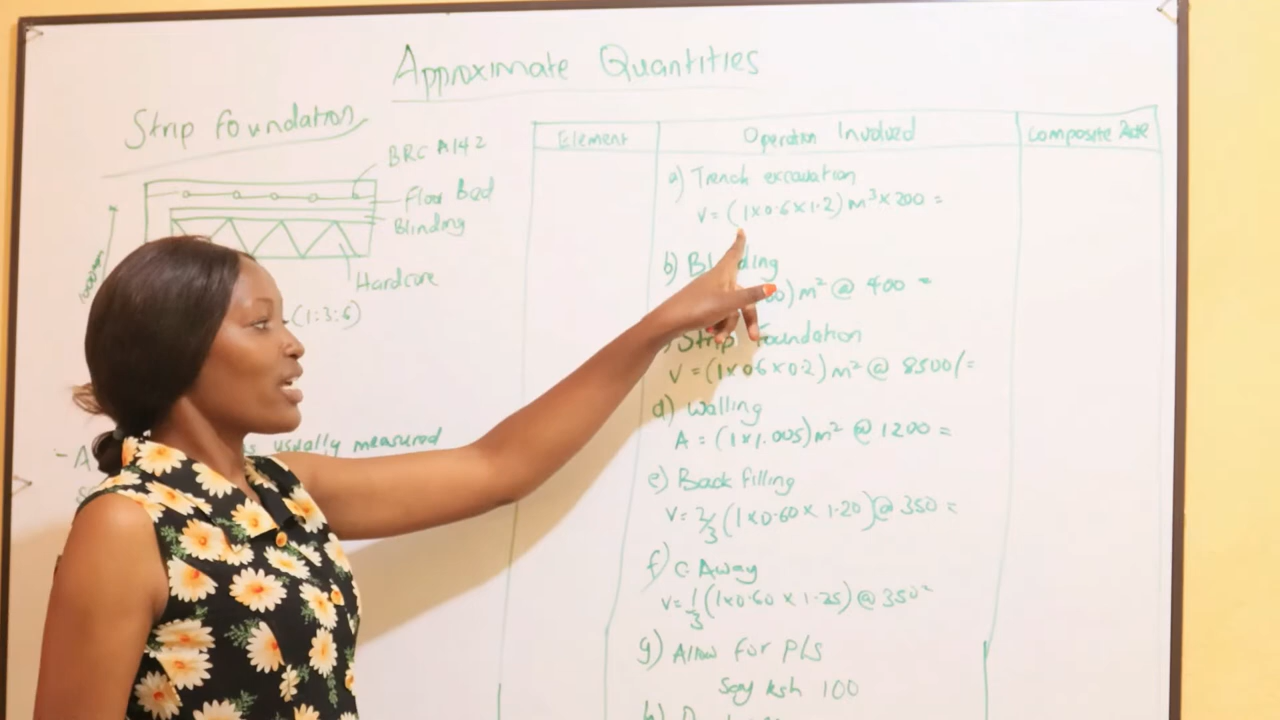 Approximate Quantities
Strip Foundation
BRC A142
Floor Bed
Blinding
Hardcore
(1:3:6)
usually measured
Element
Operation Involved
Composite Rate
a) Trench excavation
V = (1x0.6x1.2) m³ x 200 =
b) Bl ding
) m² @ 400 =
) Strip Foundation
V = (1x0.6x0.2) m² @ 8500/=
d) Walling
A = (1x1.005) m² @ 1200 =
e) Back filling
V = 2/3 (1x0.60 x 1.20) @ 350 =
f) C. Away
V = 1/3 (1x0.60 x 1.25) @ 350 =
g) Allow for PLS
Say Ksh 100